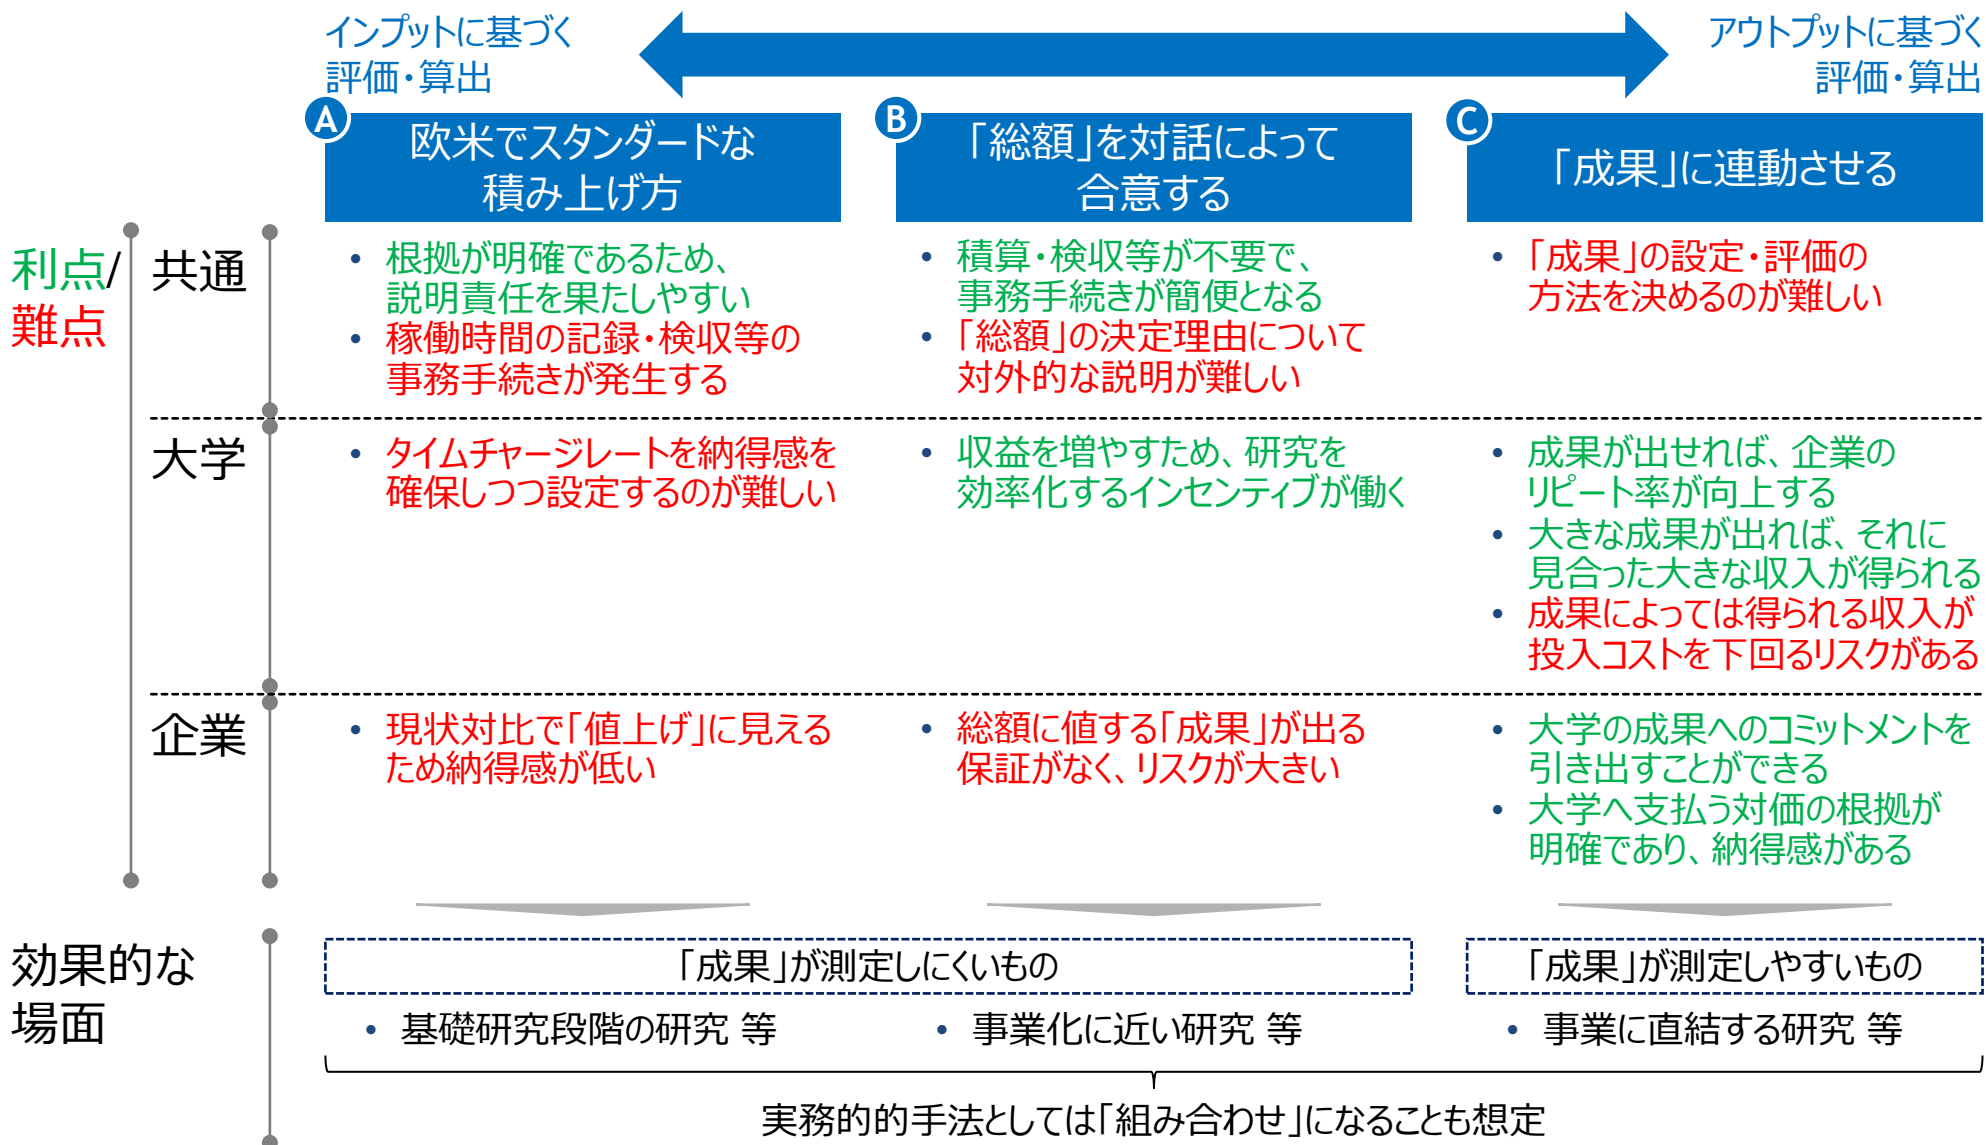 インプットに基づく
評価・算出
アウトプットに基づく
評価・算出
A
欧米でスタンダードな
積み上げ方
B
「総額」を対話によって
合意する
C
「成果」に連動させる
利点/
難点
共通
• 根拠が明確であるため、
説明責任を果たしやすい
• 稼働時間の記録・検収等の
事務手続きが発生する
• 積算・検収等が不要で、
事務手続きが簡便となる
• 「総額」の決定理由について
対外的な説明が難しい
• 「成果」の設定・評価の
方法を決めるのが難しい
大学
• タイムチャージレートを納得感を
確保しつつ設定するのが難しい
• 収益を増やすため、研究を
効率化するインセンティブが働く
• 成果が出せれば、企業の
リピート率が向上する
• 大きな成果が出れば、それに
見合った大きな収入が得られる
• 成果によっては得られる収入が
投入コストを下回るリスクがある
企業
• 現状対比で「値上げ」に見える
ため納得感が低い
• 総額に値する「成果」が出る
保証がなく、リスクが大きい
• 大学の成果へのコミットメントを
引き出すことができる
• 大学へ支払う対価の根拠が
明確であり、納得感がある
効果的な
場面
「成果」が測定しにくいもの
「成果」が測定しやすいもの
• 基礎研究段階の研究 等
• 事業化に近い研究 等
• 事業に直結する研究 等
実務的的手法としては「組み合わせ」になることも想定